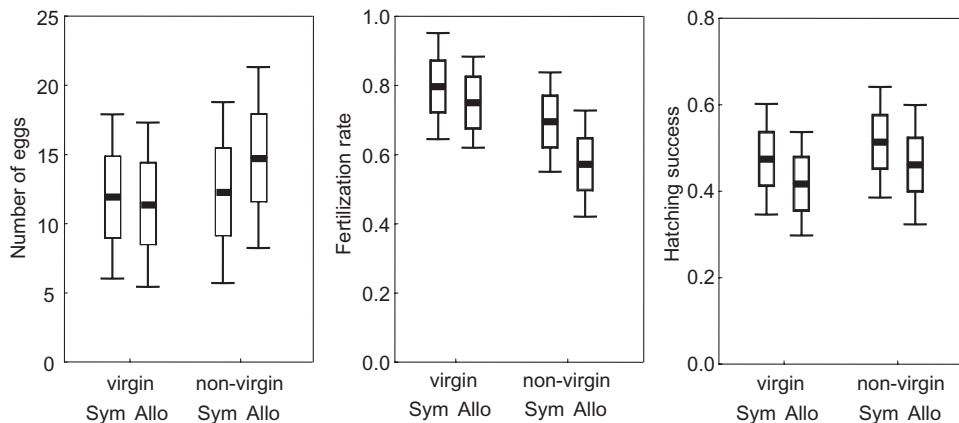 Number of eggs
25
20
15
10
5
0
virgin non-virgin
Sym Allo Sym Allo
Fertilization rate
1.0
0.8
0.6
0.4
0.2
0.0
virgin non-virgin
Sym Allo Sym Allo
Hatching success
0.8
0.6
0.4
0.2
0.0
virgin non-virgin
Sym Allo Sym Allo